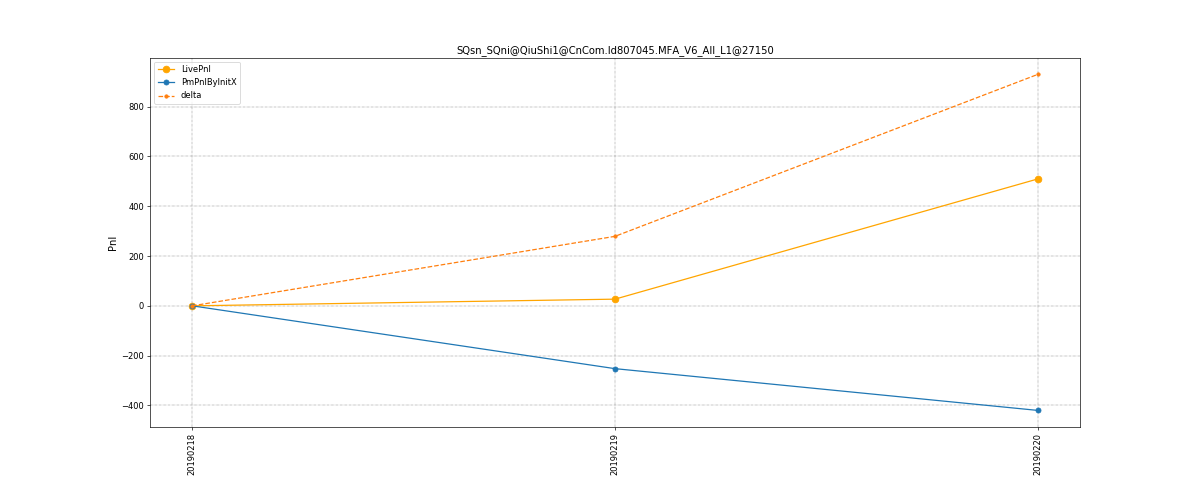 SQsn_SQni@QiuShi1@CnCom.Id807045.MFA_V6_All_L1@27150
LivePnl
PmPnlByInitX
delta
Pnl
800
600
400
200
0
−200
−400
20190218
20190219
20190220